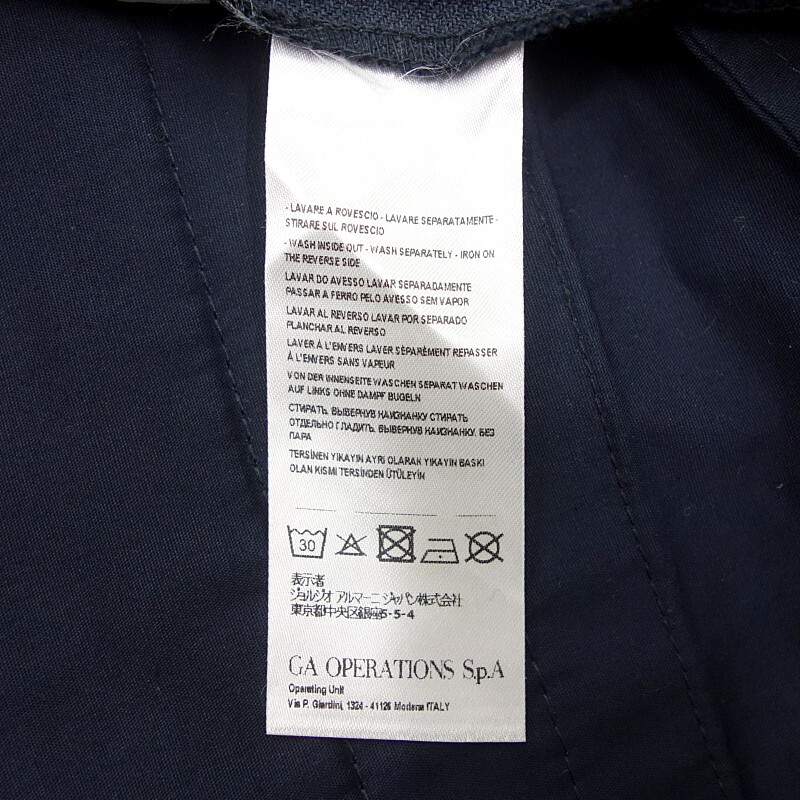 - LAVARE A ROVESCIO - LAVARE SEPARATAMENTE -
STIRARE SUL ROVESCIO
- WASH INSIDE OUT - WASH SEPARATELY - IRON ON
THE REVERSE SIDE
LAVAR DO AVESSO LAVAR SEPARADAMENTE
PASSAR A FERRO PELO AVESSO SEM VAPOR
LAVAR AL REVERSO LAVAR POR SEPARADO
PLANCHAR AL REVERSO
LAVER À L'ENVERS LAVER SÉPARÉMENT REPASSER
À L'ENVERS SANS VAPEUR
VON DER INNENSEITE WASCHEN SEPARAT WASCHEN
AUF LINKS OHNE DAMPF BUGELN
СТИРАТЬ, ВЫВЕРНУВ НАИЗНАНКУ СТИРАТЬ
ОТДЕЛЬНО ГЛАДИТЬ, ВЫВЕРНУВ НАИЗНАНКУ, БЕЗ
ПАРА
TERSİNEN YIKAYIN AYRI OLARAK YIKAYIN BASKI
OLAN KISMI TERSİNDEN ÜTÜLEYİN
30
表示者
ジョルジオ アルマーニ ジャパン株式会社
東京都中央区銀座5-5-4
GA OPERATIONS S.p.A
Operating Unit
Via P. Giardini, 1324 - 41126 Modena ITALY